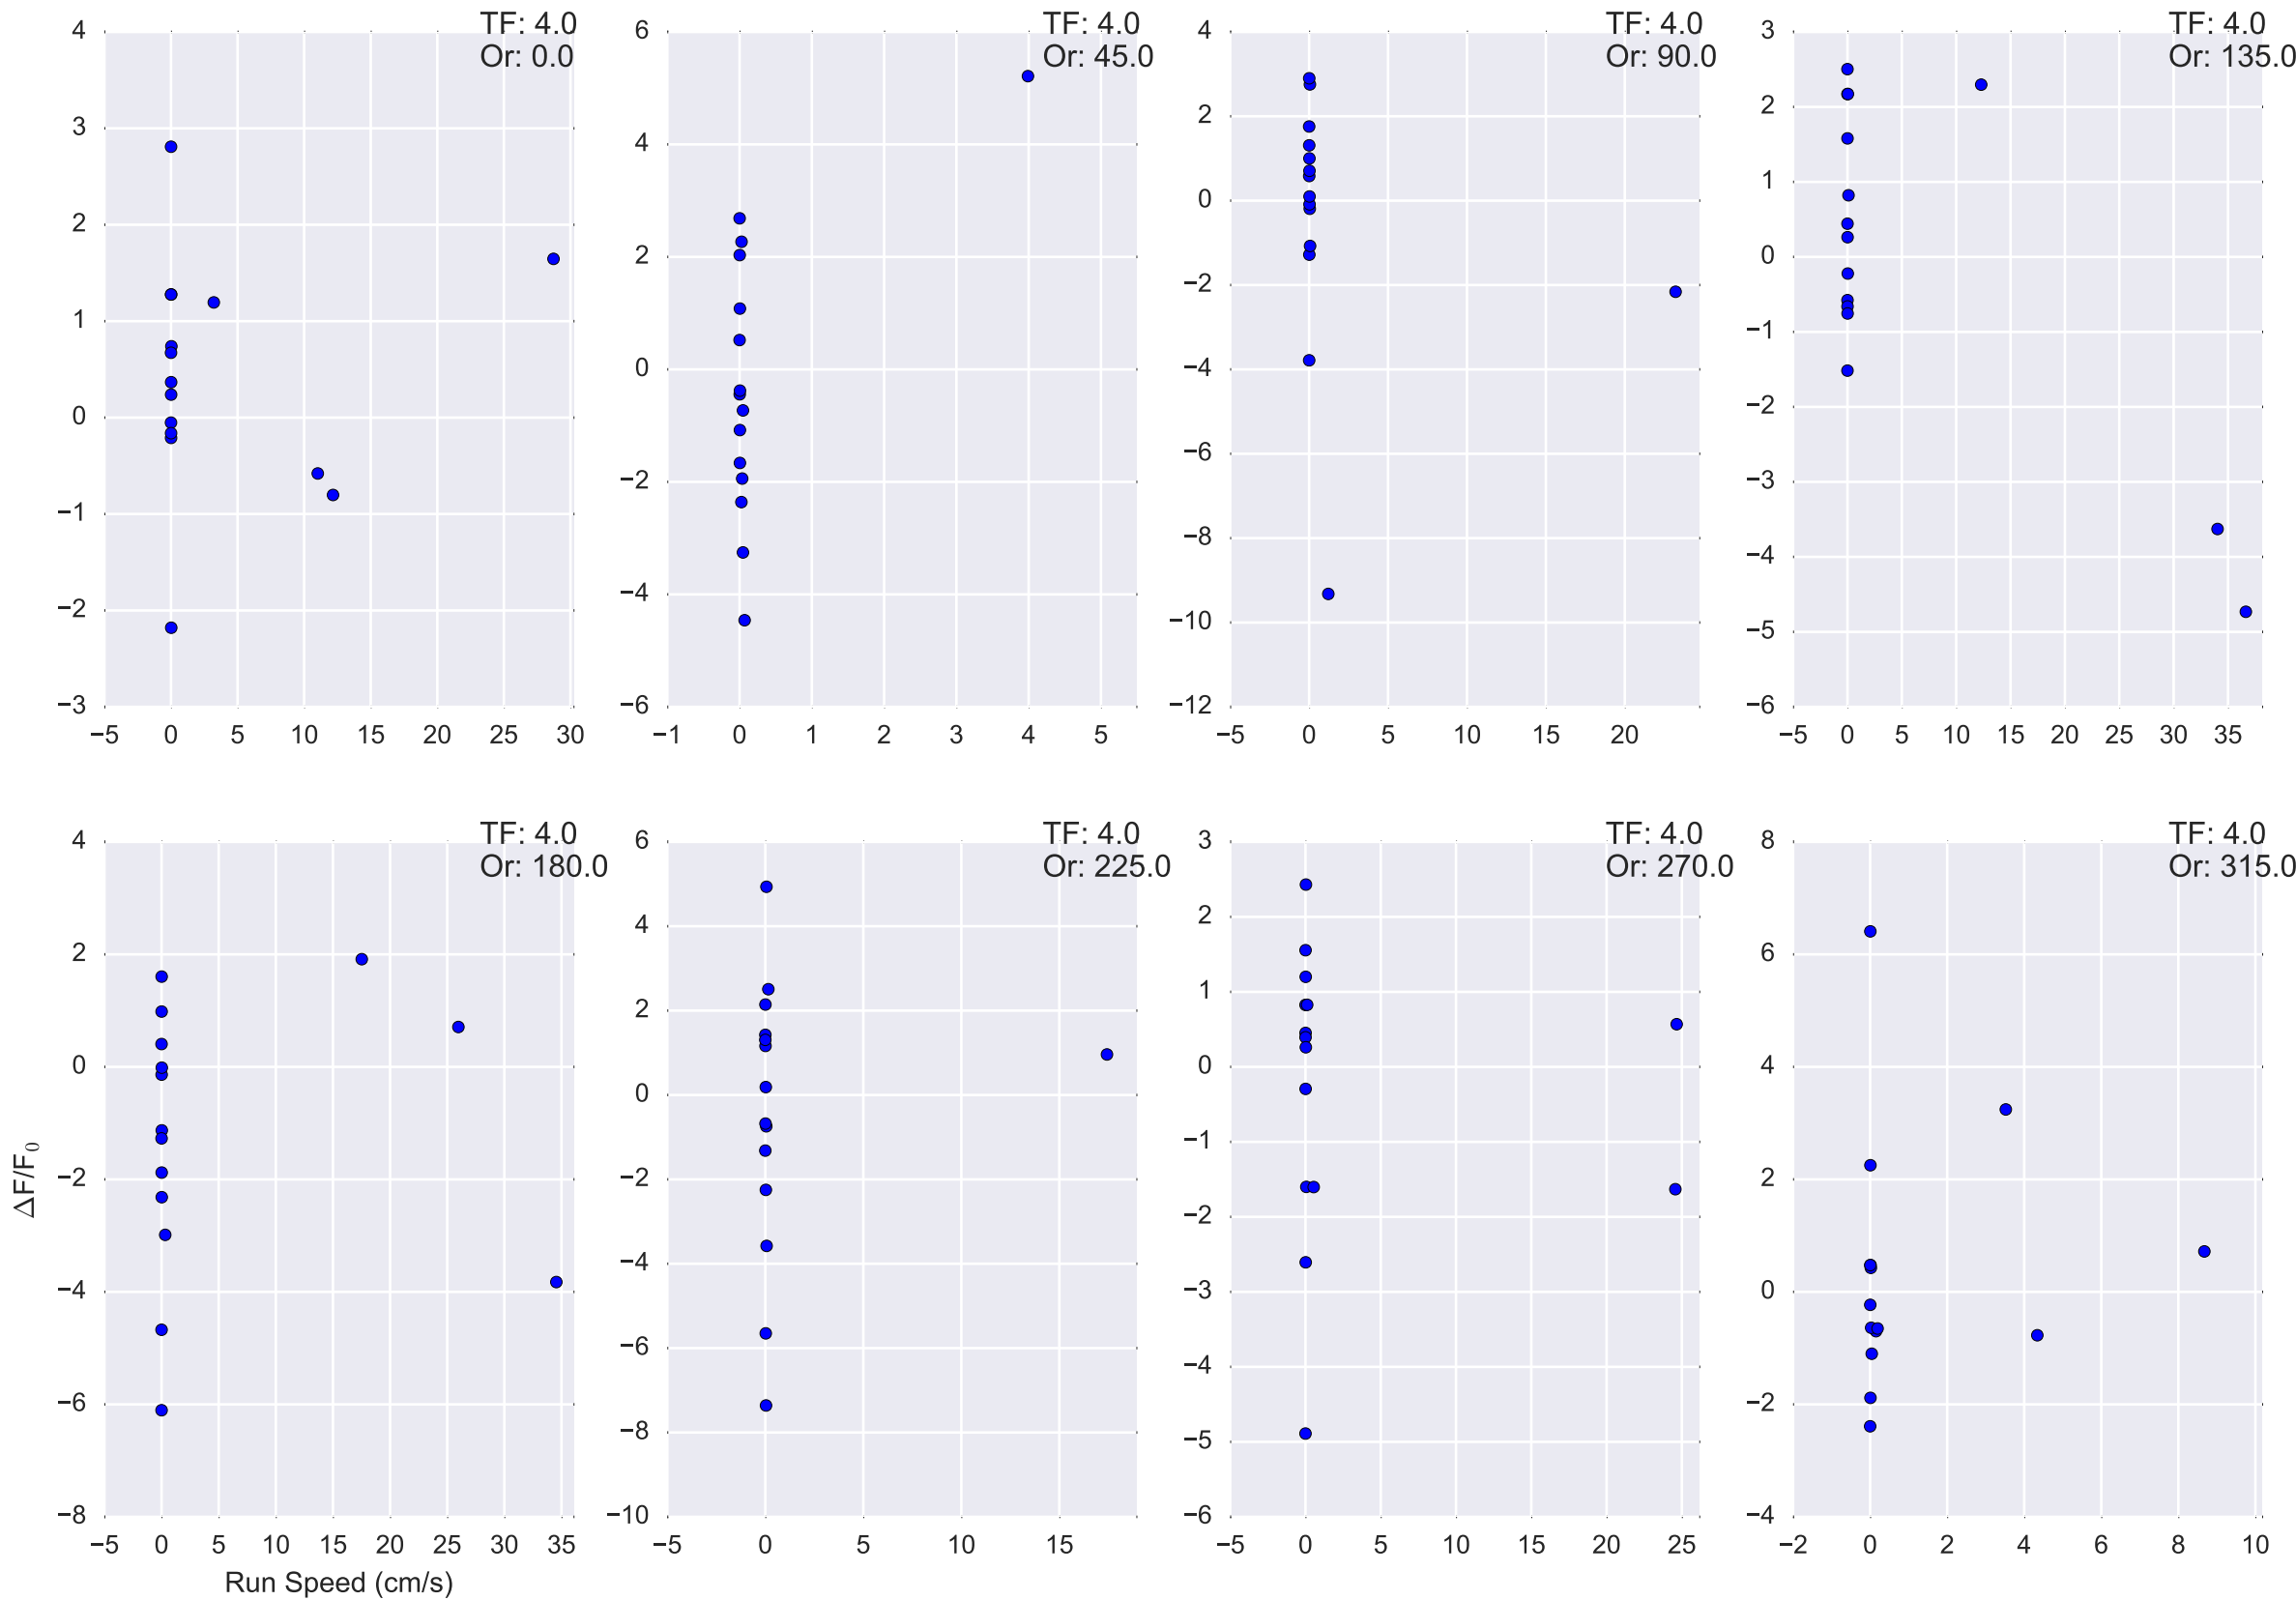 TF: 4.0
Or: 0.0
4
3
2
1
0
−1
−2
−3
−5 0 5 10 15 20 25 30
TF: 4.0
Or: 45.0
6
4
2
0
−2
−4
−6
−1 0 1 2 3 4 5
TF: 4.0
Or: 90.0
4
2
0
−2
−4
−6
−8
−10
−12
−5 0 5 10 15 20
TF: 4.0
Or: 135.0
3
2
1
0
−1
−2
−3
−4
−5
−6
−5 0 5 10 15 20 25 30 35
TF: 4.0
Or: 180.0
4
2
0
−2
−4
−6
−8
−5 0 5 10 15 20 25 30 35
ΔF/F₀
Run Speed (cm/s)
TF: 4.0
Or: 225.0
6
4
2
0
−2
−4
−6
−8
−10
−5 0 5 10 15
TF: 4.0
Or: 270.0
3
2
1
0
−1
−2
−3
−4
−5
−6
−5 0 5 10 15 20 25
TF: 4.0
Or: 315.0
8
6
4
2
0
−2
−4
−2 0 2 4 6 8 10